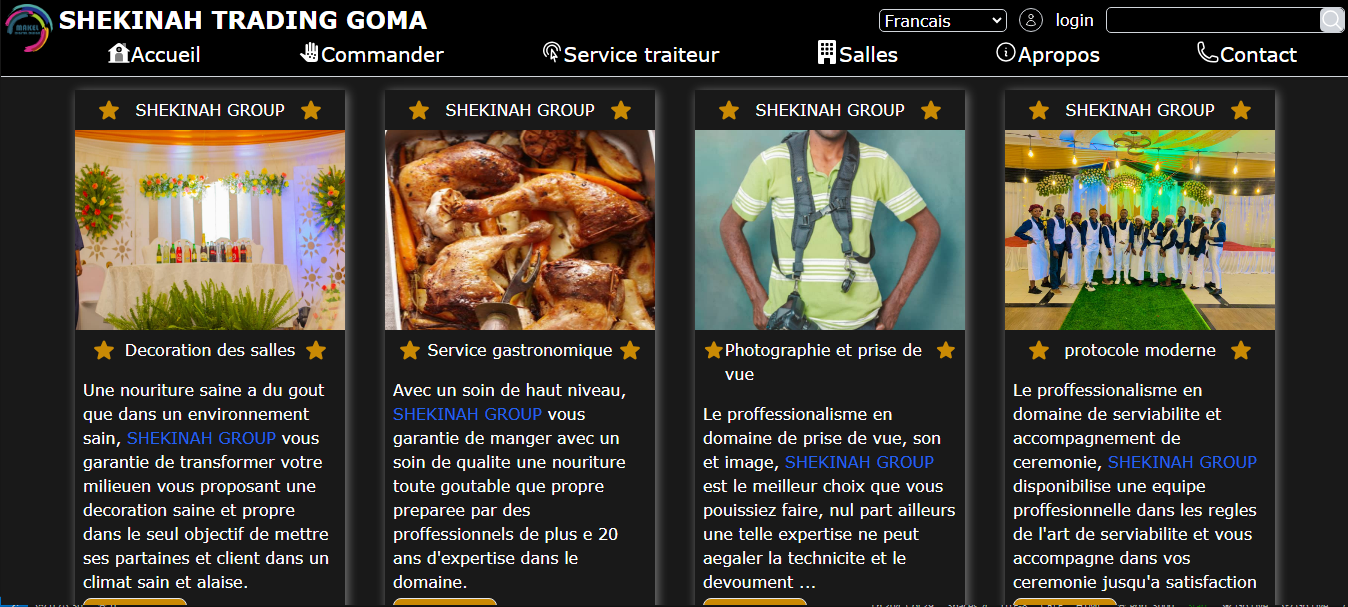 SHEKINAH TRADING GOMA
Francais
login
Accueil
Commander
Service traiteur
Salles
Apropos
Contact
SHEKINAH GROUP
Decoration des salles
Une nouriture saine a du gout
que dans un environnement
sain, SHEKINAH GROUP vous
garantie de transformer votre
milieuen vous proposant une
decoration saine et propre
dans le seul objectif de mettre
ses partaines et client dans un
climat sain et alaise.
SHEKINAH GROUP
Service gastronomique
Avec un soin de haut niveau,
SHEKINAH GROUP vous
garantie de manger avec un
soin de qualite une nouriture
toute goutable que propre
preparee par des
proffessionnels de plus e 20
ans d'expertise dans le
domaine.
SHEKINAH GROUP
Photographie et prise de
vue
Le proffessionalisme en
domaine de prise de vue, son
et image, SHEKINAH GROUP
est le meilleur choix que vous
pouissiez faire, nul part ailleurs
une telle expertise ne peut
aegaler la technicite et le
devoument ...
SHEKINAH GROUP
protocole moderne
Le proffessionalisme en
domaine de serviabilite et
accompagnement de
ceremonie, SHEKINAH GROUP
disponibilise une equipe
proffesionnelle dans les regles
de l'art de serviabilite et vous
accompagne dans vos
ceremonie jusqu'a satisfaction